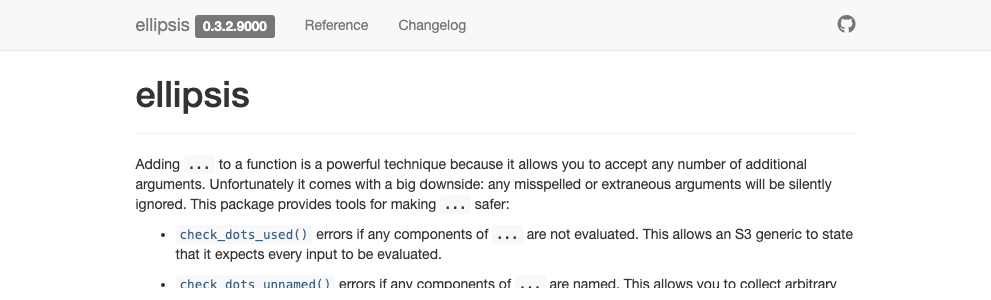 ellipsis 0.3.2.9000 Reference Changelog
ellipsis
Adding ... to a function is a powerful technique because it allows you to accept any number of additional
arguments. Unfortunately it comes with a big downside: any misspelled or extraneous arguments will be silently
ignored. This package provides tools for making ... safer:
• check_dots_used() errors if any components of ... are not evaluated. This allows an S3 generic to state
that it expects every input to be evaluated.
• check_dots_unnamed() errors if any components of ... are named. This allows you to collect arbitrary